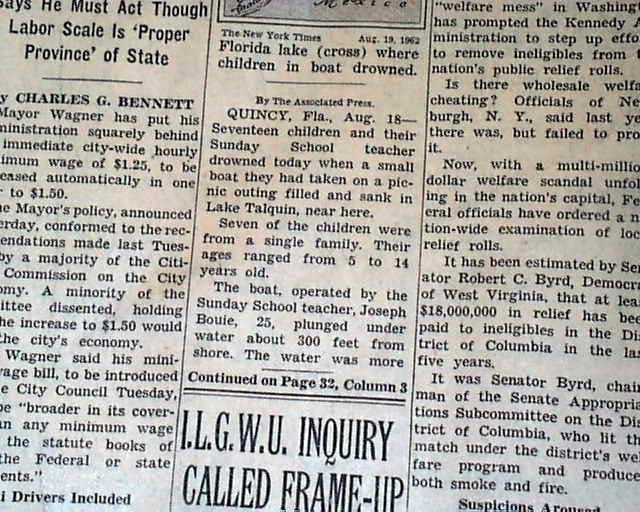 ays He Must Act Though
Labor Scale Is 'Proper
Province' of State
y CHARLES G. BENNETT
Mayor Wagner has put his
ministration squarely behind
immediate city-wide hourly
imum wage of $1.25, to be
eased automatically in one
r to $1.50.
e Mayor's policy, announced
erday, conformed to the rec-
endations made last Tues-
by a majority of the Citi-
Commission on the City
omy. A minority of the
ittee dissented, holding
he increase to $1.50 would
the city's economy.
Wagner said his mini-
age bill, to be introduced
e City Council Tuesday,
be "broader in its cover-
an any minimum wage
the statute books of
the Federal or state
ents."
i Drivers Included
Mexico
The New York Times Aug. 19, 1962
Florida lake (cross) where
children in boat drowned.
By The Associated Press.
QUINCY, Fla., Aug. 18—
Seventeen children and their
Sunday School teacher
drowned today when a small
boat they had taken on a pic-
nic outing filled and sank in
Lake Talquin, near here.
Seven of the children were
from a single family. Their
ages ranged from 5 to 14
years old.
The boat, operated by the
Sunday School teacher, Joseph
Bouie, 25, plunged under
water about 300 feet from
shore. The water was more
Continued on Page 32, Column 3
I.L.G.W.U. INQUIRY
CALLED FRAME-UP
"welfare mess" in Washing
has prompted the Kennedy A
ministration to step up effo
to remove ineligibles from t
nation's public relief rolls.
Is there wholesale welfa
cheating? Officials of Ne
burgh, N. Y., said last ye
there was, but failed to pro
it.
Now, with a multi-millio
dollar welfare scandal unfol
ing in the nation's capital, Fe
eral officials have ordered a n
tion-wide examination of loc
relief rolls.
It has been estimated by Sen
ator Robert C. Byrd, Democra
of West Virginia, that at lea
$18,000,000 in relief has bee
paid to ineligibles in the Dis
trict of Columbia in the la
five years.
It was Senator Byrd, chair
man of the Senate Appropria
tions Subcommittee on the Dis
trict of Columbia, who lit th
match under the district's wel
fare program and produce
both smoke and fire.
Suspicions Aroused